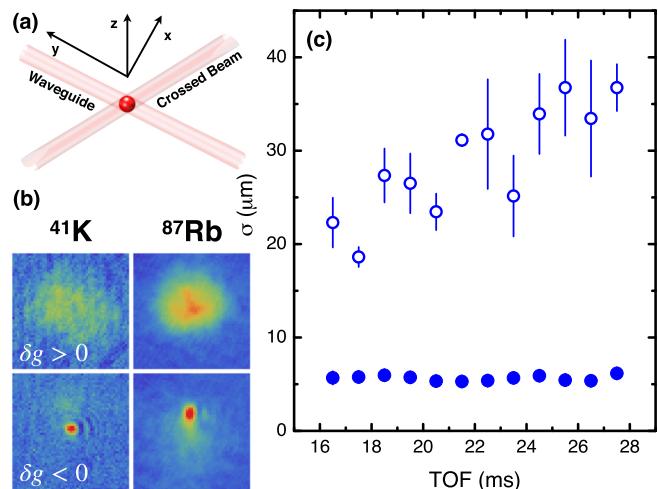 (a)
z
x
y
Waveguide
Crossed Beam
(b)
⁴¹K
⁸⁷Rb
δg > 0
δg < 0
(c)
40
30
20
10
0
σ (μm)
16 18 20 22 24 26 28
TOF (ms)